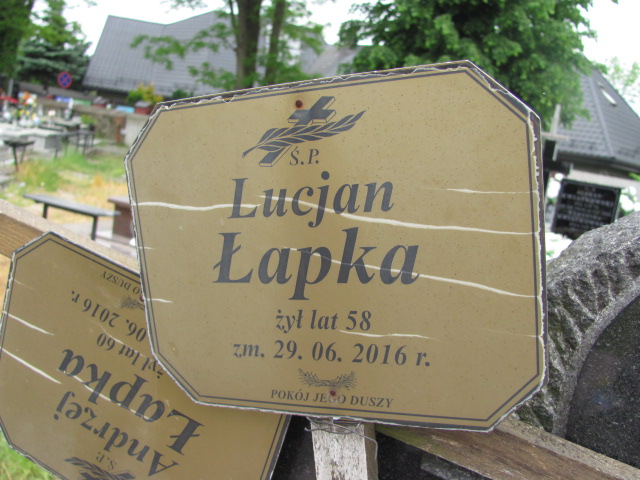 Ś.P.
Lucjan
Łapka
żył lat 58
zm. 29. 06. 2016 r.
POKÓJ JEGO DUSZY
Ś.P.
Andrzej
Łapka
żył lat 60
06. 2016 r.
DUSZY